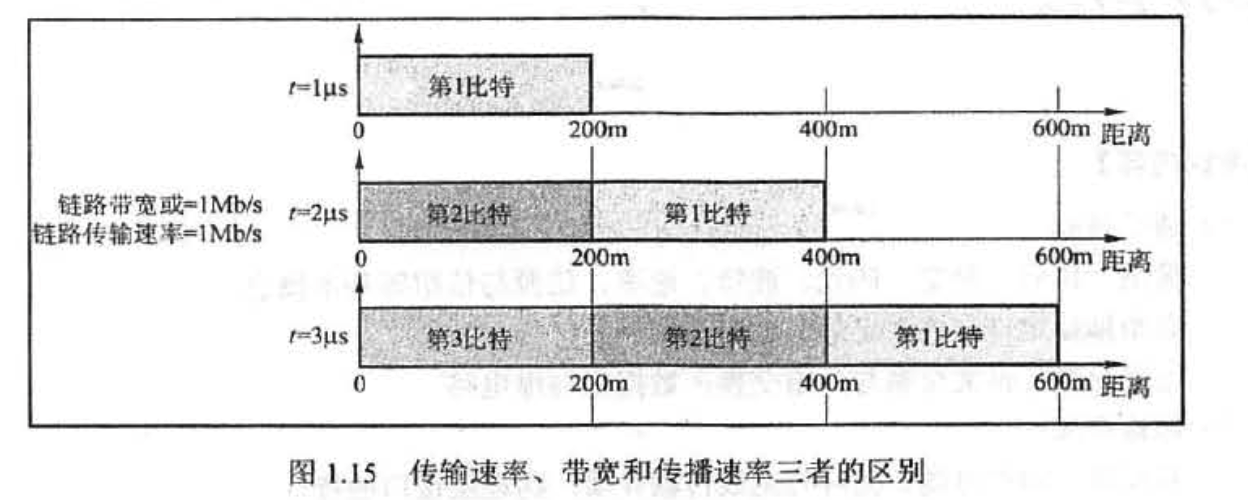 t=1μs
第1比特
0
200m
400m
600m 距离
链路带宽或=1Mb/s
链路传输速率=1Mb/s
t=2μs
第2比特
第1比特
0
200m
400m
600m 距离
t=3μs
第3比特
第2比特
第1比特
0
200m
400m
600m 距离
图 1.15 传输速率、带宽和传播速率三者的区别